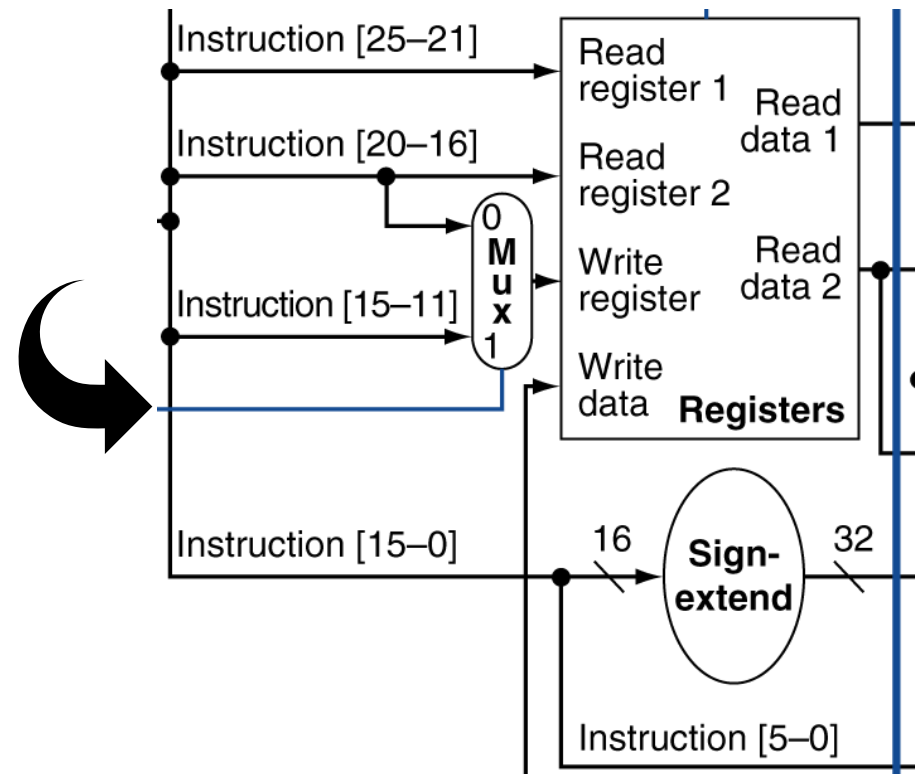 Instruction [25–21]
Read
register 1
Read
data 1
Instruction [20–16]
Read
register 2
0
M
u
x
1
Write
register
Read
data 2
Instruction [15–11]
Write
data
Registers
Instruction [15–0]
16
Sign-
extend
32
Instruction [5–0]